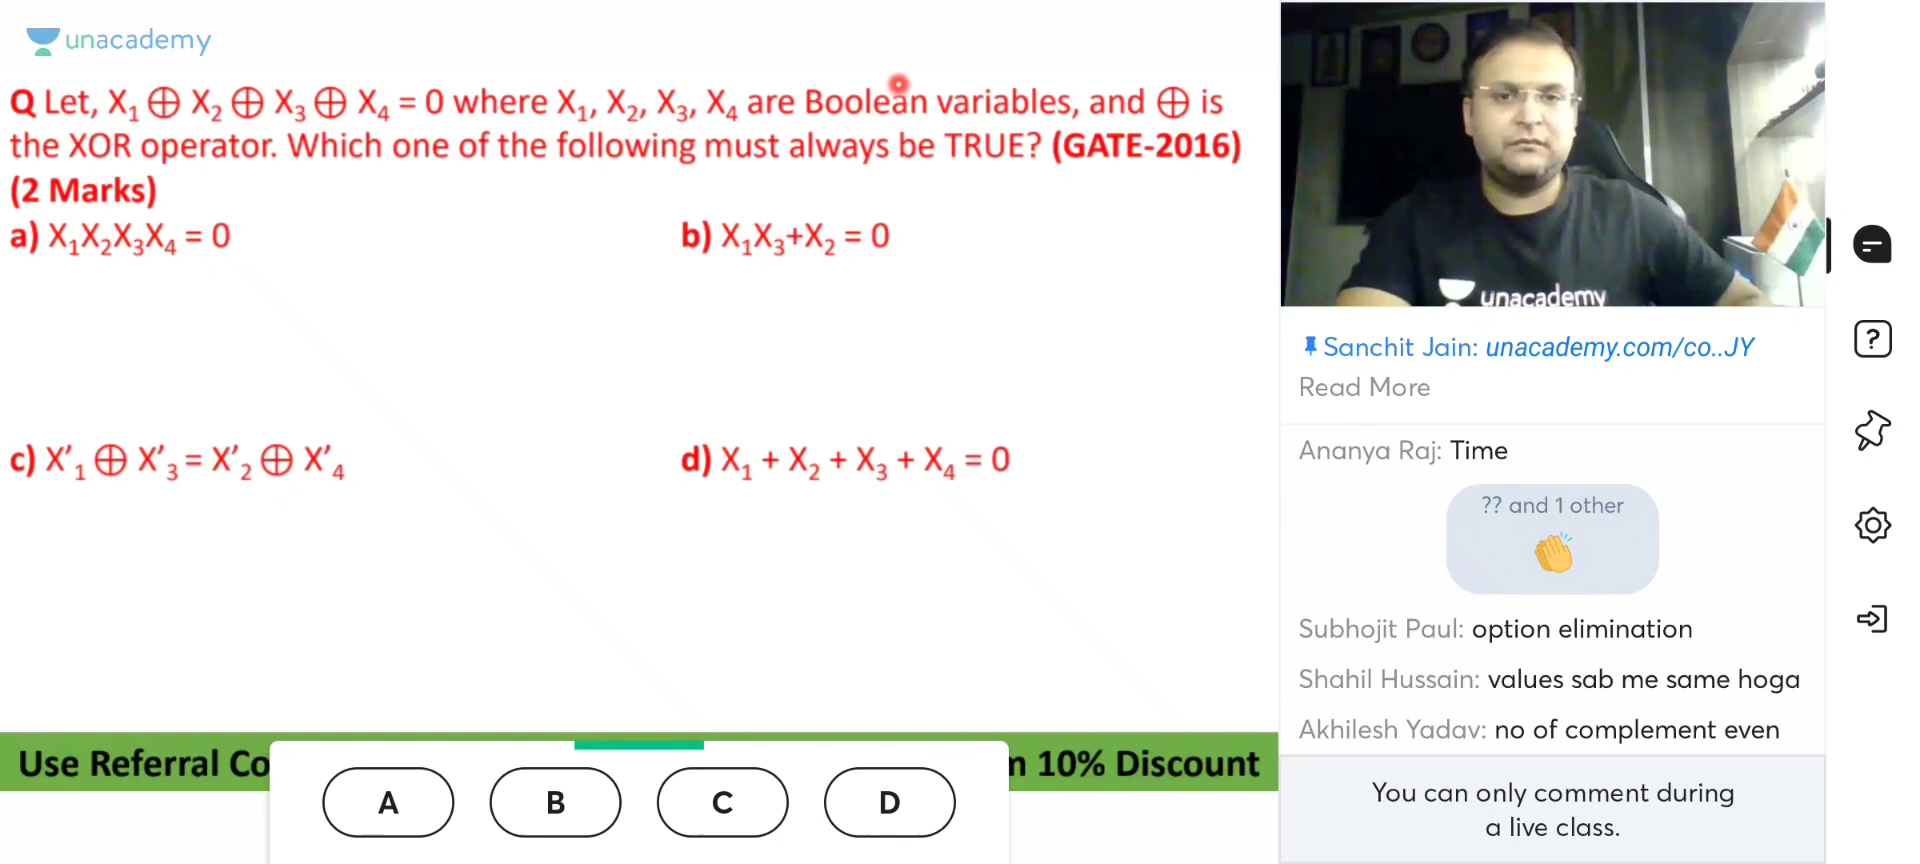 unacademy
Q Let, X₁ ⊕ X₂ ⊕ X₃ ⊕ X₄ = 0 where X₁, X₂, X₃, X₄ are Boolean variables, and ⊕ is
the XOR operator. Which one of the following must always be TRUE? (GATE-2016)
(2 Marks)
a) X₁X₂X₃X₄ = 0
b) X₁X₃+X₂ = 0
c) X'₁ ⊕ X'₃ = X'₂ ⊕ X'₄
d) X₁ + X₂ + X₃ + X₄ = 0
Use Referral Co
10% Discount
A
B
C
D
unacademy
Sanchit Jain: unacademy.com/co..JY
Read More
Ananya Raj: Time
?? and 1 other
Subhojit Paul: option elimination
Shahil Hussain: values sab me same hoga
Akhilesh Yadav: no of complement even
You can only comment during
a live class.
?